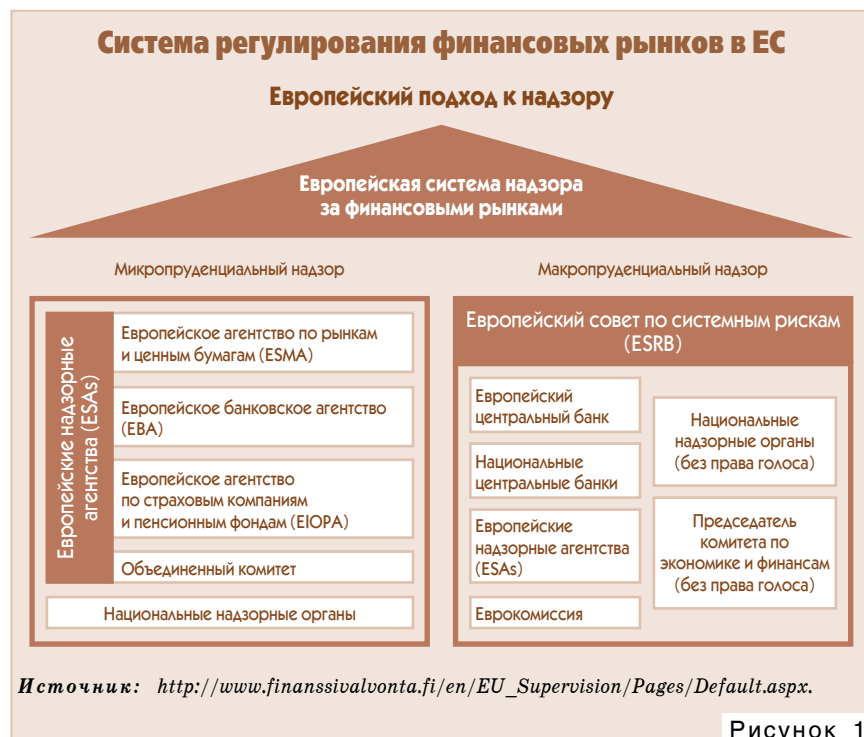 Система регулирования финансовых рынков в ЕС
Европейский подход к надзору
Европейская система надзора
за финансовыми рынками
Микропруденциальный надзор
Европейские надзорные
агентства (ESAs)
Европейское агентство по рынкам
и ценным бумагам (ESMA)
Европейское банковское агентство
(EBA)
Европейское агентство
по страховым компаниям
и пенсионным фондам (EIOPA)
Объединенный комитет
Национальные надзорные органы
Макропруденциальный надзор
Европейский совет по системным рискам
(ESRB)
Европейский
центральный банк
Национальные
центральные банки
Европейские
надзорные агентства
(ESAs)
Еврокомиссия
Национальные
надзорные органы
(без права голоса)
Председатель
комитета по
экономике и финансам
(без права голоса)
Источник: http://www.finanssivalvonta.fi/en/EU_Supervision/Pages/Default.aspx.
Рисунок 1